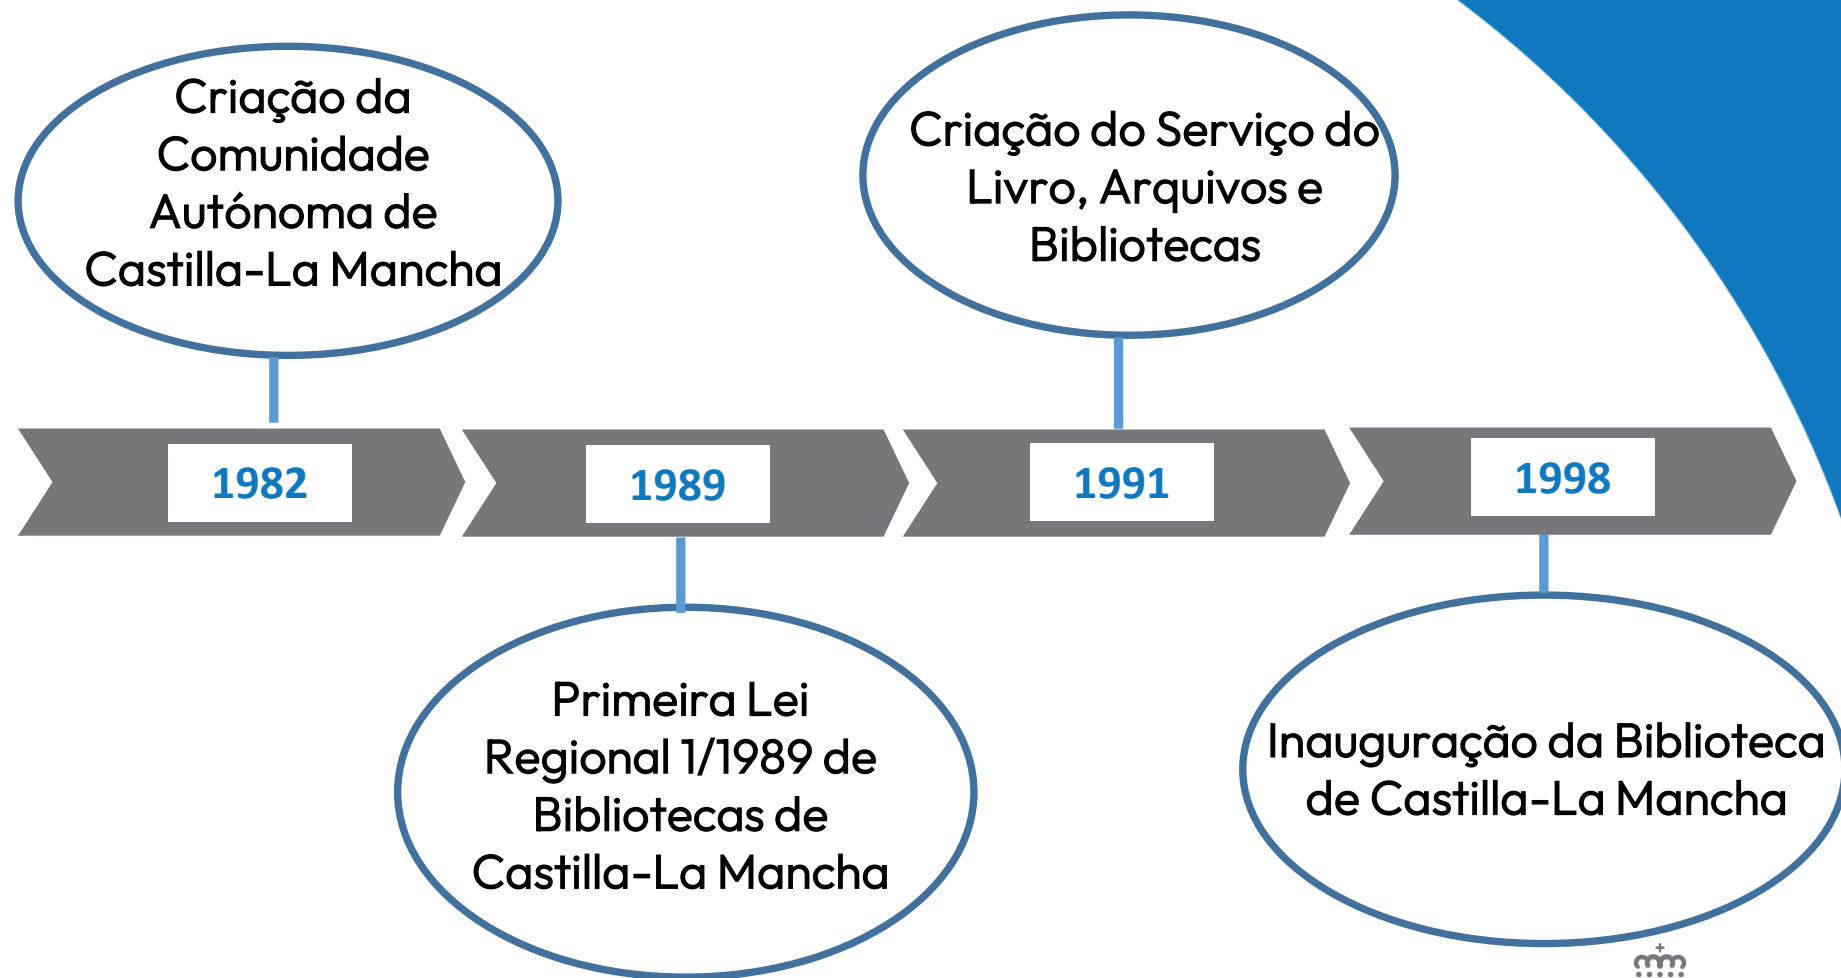 Criação da
Comunidade
Autónoma de
Castilla-La Mancha
Criação do Serviço do
Livro, Arquivos e
Bibliotecas
1982
1989
1991
1998
Primeira Lei
Regional 1/1989 de
Bibliotecas de
Castilla-La Mancha
Inauguração da Biblioteca
de Castilla-La Mancha